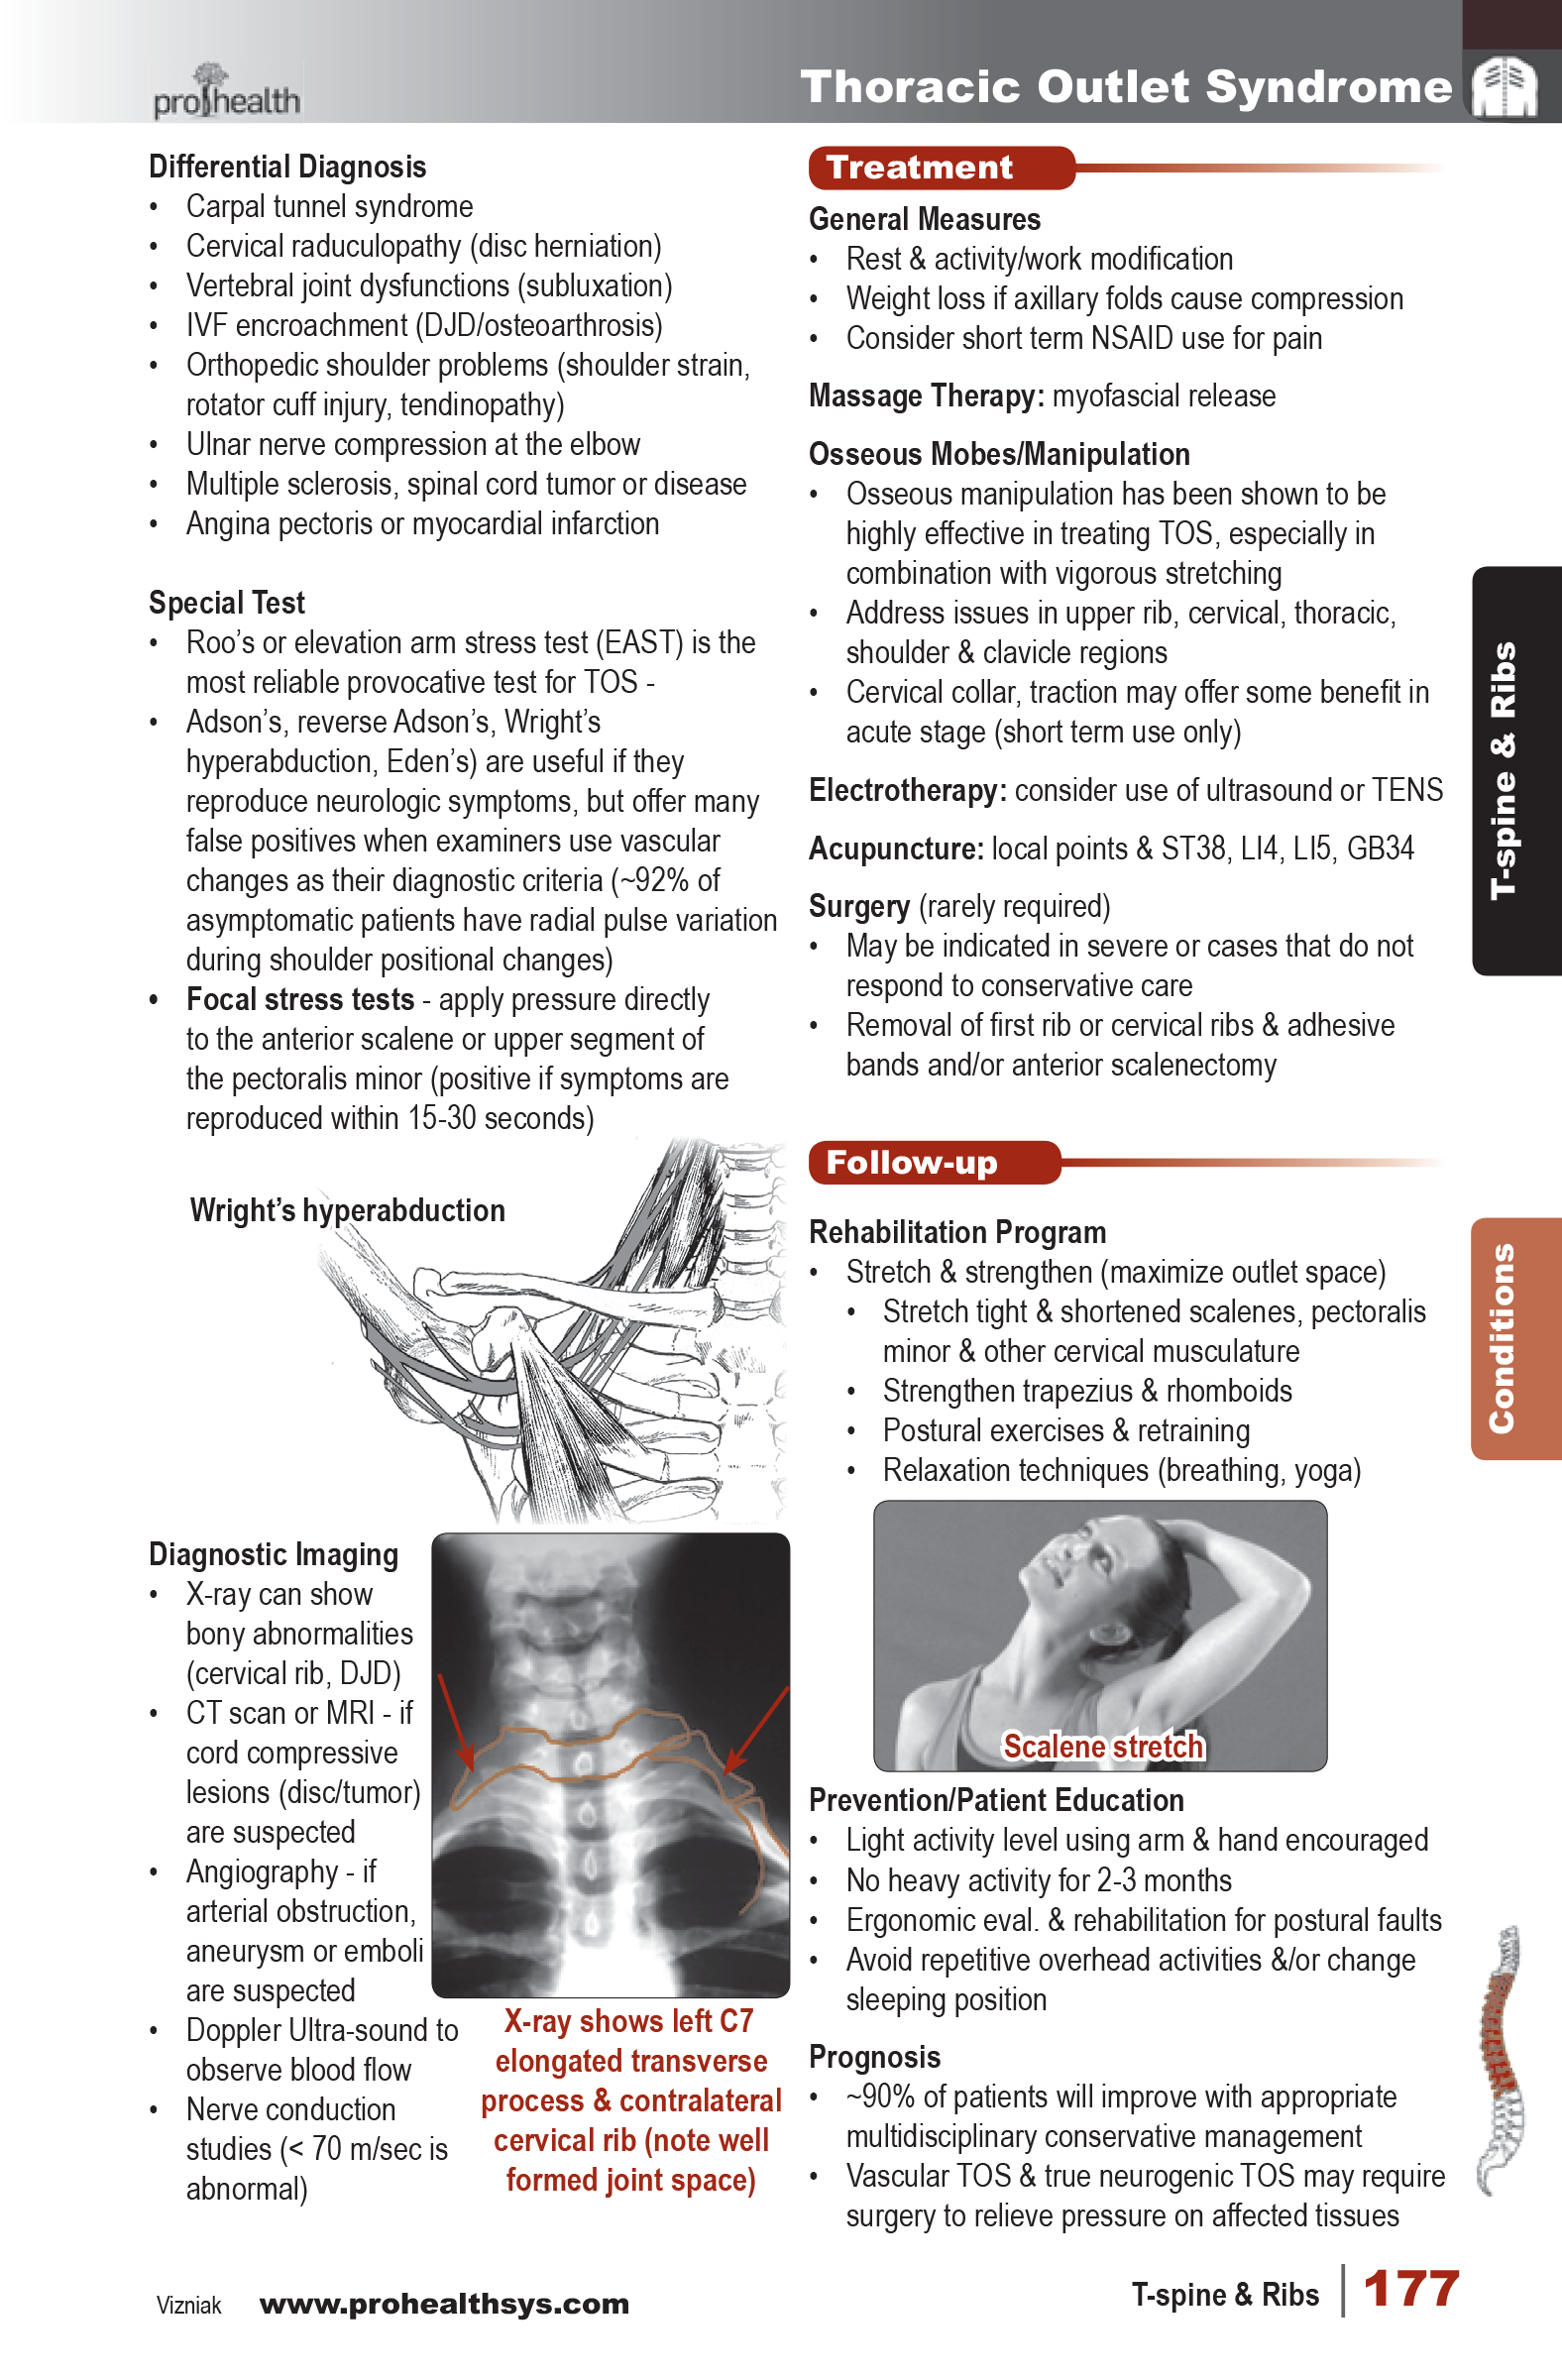 prohealth
Thoracic Outlet Syndrome
Differential Diagnosis
• Carpal tunnel syndrome
• Cervical raduculopathy (disc herniation)
• Vertebral joint dysfunctions (subluxation)
• IVF encroachment (DJD/osteoarthrosis)
• Orthopedic shoulder problems (shoulder strain,
rotator cuff injury, tendinopathy)
• Ulnar nerve compression at the elbow
• Multiple sclerosis, spinal cord tumor or disease
• Angina pectoris or myocardial infarction
Special Test
• Roo's or elevation arm stress test (EAST) is the
most reliable provocative test for TOS -
• Adson's, reverse Adson's, Wright's
hyperabduction, Eden's) are useful if they
reproduce neurologic symptoms, but offer many
false positives when examiners use vascular
changes as their diagnostic criteria (~92% of
asymptomatic patients have radial pulse variation
during shoulder positional changes)
• Focal stress tests - apply pressure directly
to the anterior scalene or upper segment of
the pectoralis minor (positive if symptoms are
reproduced within 15-30 seconds)
Wright's hyperabduction
Diagnostic Imaging
• X-ray can show
bony abnormalities
(cervical rib, DJD)
• CT scan or MRI - if
cord compressive
lesions (disc/tumor)
are suspected
• Angiography - if
arterial obstruction,
aneurysm or emboli
are suspected
• Doppler Ultra-sound to
observe blood flow
• Nerve conduction
studies (< 70 m/sec is
abnormal)
X-ray shows left C7
elongated transverse
process & contralateral
cervical rib (note well
formed joint space)
Treatment
General Measures
• Rest & activity/work modification
• Weight loss if axillary folds cause compression
• Consider short term NSAID use for pain
Massage Therapy: myofascial release
Osseous Mobes/Manipulation
• Osseous manipulation has been shown to be
highly effective in treating TOS, especially in
combination with vigorous stretching
• Address issues in upper rib, cervical, thoracic,
shoulder & clavicle regions
• Cervical collar, traction may offer some benefit in
acute stage (short term use only)
Electrotherapy: consider use of ultrasound or TENS
Acupuncture: local points & ST38, LI4, LI5, GB34
Surgery (rarely required)
• May be indicated in severe or cases that do not
respond to conservative care
• Removal of first rib or cervical ribs & adhesive
bands and/or anterior scalenectomy
Follow-up
Rehabilitation Program
• Stretch & strengthen (maximize outlet space)
• Stretch tight & shortened scalenes, pectoralis
minor & other cervical musculature
• Strengthen trapezius & rhomboids
• Postural exercises & retraining
• Relaxation techniques (breathing, yoga)
Scalene stretch
Prevention/Patient Education
• Light activity level using arm & hand encouraged
• No heavy activity for 2-3 months
• Ergonomic eval. & rehabilitation for postural faults
• Avoid repetitive overhead activities &/or change
sleeping position
Prognosis
• ~90% of patients will improve with appropriate
multidisciplinary conservative management
• Vascular TOS & true neurogenic TOS may require
surgery to relieve pressure on affected tissues
T-spine & Ribs
Conditions
Vizniak www.prohealthsys.com
T-spine & Ribs 177